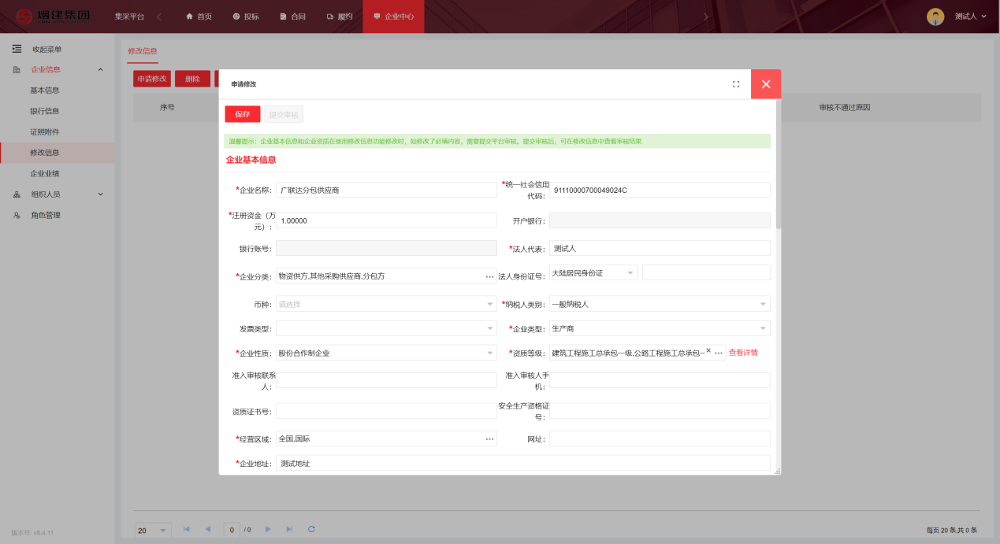 烟建集团
集采平台 首页 投标 合同 履约 企业中心 测试人
收起菜单
企业信息
基本信息
银行信息
证照附件
修改信息
企业业绩
组织人员
角色管理
版本号: v8.4.11
修改信息
申请修改 删除
序号 审核不通过原因
申请修改
保存 提交审核
温馨提示：企业基本信息和企业资质在使用修改信息功能修改时，如修改了必填内容，需要提交平台审核。提交审核后，可在修改信息中查看审核结果
企业基本信息
*企业名称: 广联达分包供应商 *统一社会信用代码: 91110000700049024C
*注册资金（万元）: 1.00000 开户银行:
银行账号: *法人代表: 测试人
*企业分类: 物资供方,其他采购供应商,分包方 ••• 法人身份证号: 大陆居民身份证
币种: 请选择 *纳税人类别: 一般纳税人
发票类型: *企业类型: 生产商
*企业性质: 股份合作制企业 *资质等级: 建筑工程施工总承包一级,公路工程施工总承包一 ••• 查看详情
准入审核联系人: 准入审核人手机:
资质证书号: 安全生产资格证号:
*经营区域: 全国,国际 ••• 网址:
*企业地址: 测试地址
20 0 / 0 每页 20 条,共 0 条